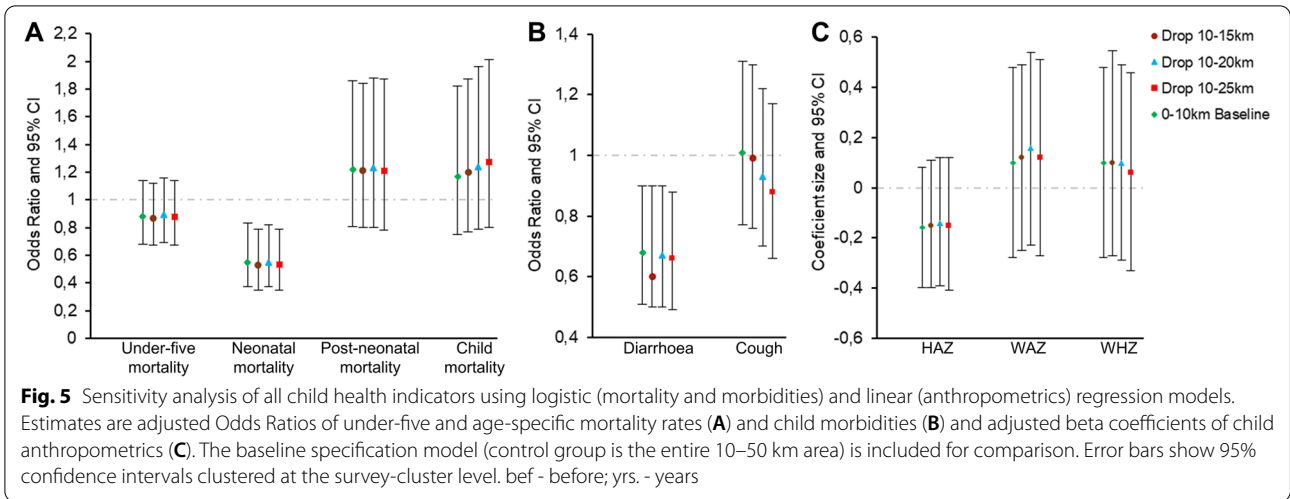 A
2,2
2
1,8
1,6
1,4
1,2
1
0,8
0,6
0,4
0,2
0
Odds Ratio and 95% CI
Under-five mortality
Neonatal mortality
Post-neonatal mortality
Child mortality
B
1,4
1,2
1
0,8
0,6
0,4
Odds Ratio and 95% CI
Diarrhoea
Cough
C
0,6
0,4
0,2
0
-0,2
-0,4
-0,6
Coeficient size and 95% CI
HAZ
WAZ
WHZ
Drop 10-15km
Drop 10-20km
Drop 10-25km
0-10km Baseline
Fig. 5 Sensitivity analysis of all child health indicators using logistic (mortality and morbidities) and linear (anthropometrics) regression models.
Estimates are adjusted Odds Ratios of under-five and age-specific mortality rates (A) and child morbidities (B) and adjusted beta coefficients of child
anthropometrics (C). The baseline specification model (control group is the entire 10–50 km area) is included for comparison. Error bars show 95%
confidence intervals clustered at the survey-cluster level. bef - before; yrs. - years